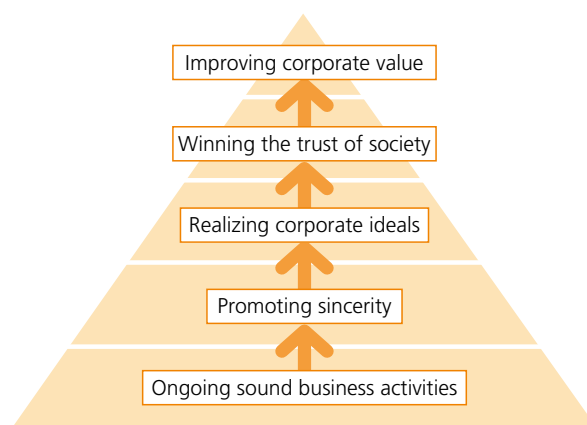 Improving corporate value
Winning the trust of society
Realizing corporate ideals
Promoting sincerity
Ongoing sound business activities